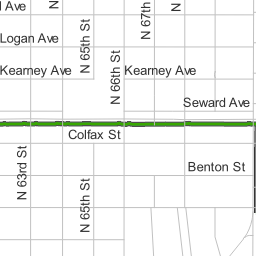 l Ave
N
N 67th
N
Logan Ave
N 65th St
Kearney Ave
N 66th St
Kearney Ave
Seward Ave
Colfax St
N 63rd St
Benton St
N 65th St